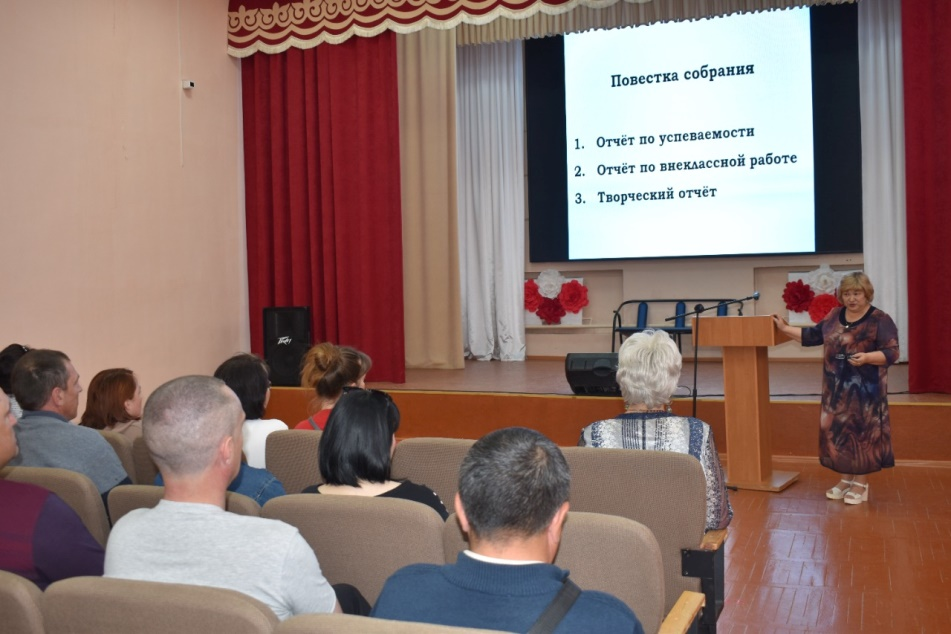 Повестка собрания
1. Отчёт по успеваемости
2. Отчёт по внеклассной работе
3. Творческий отчёт